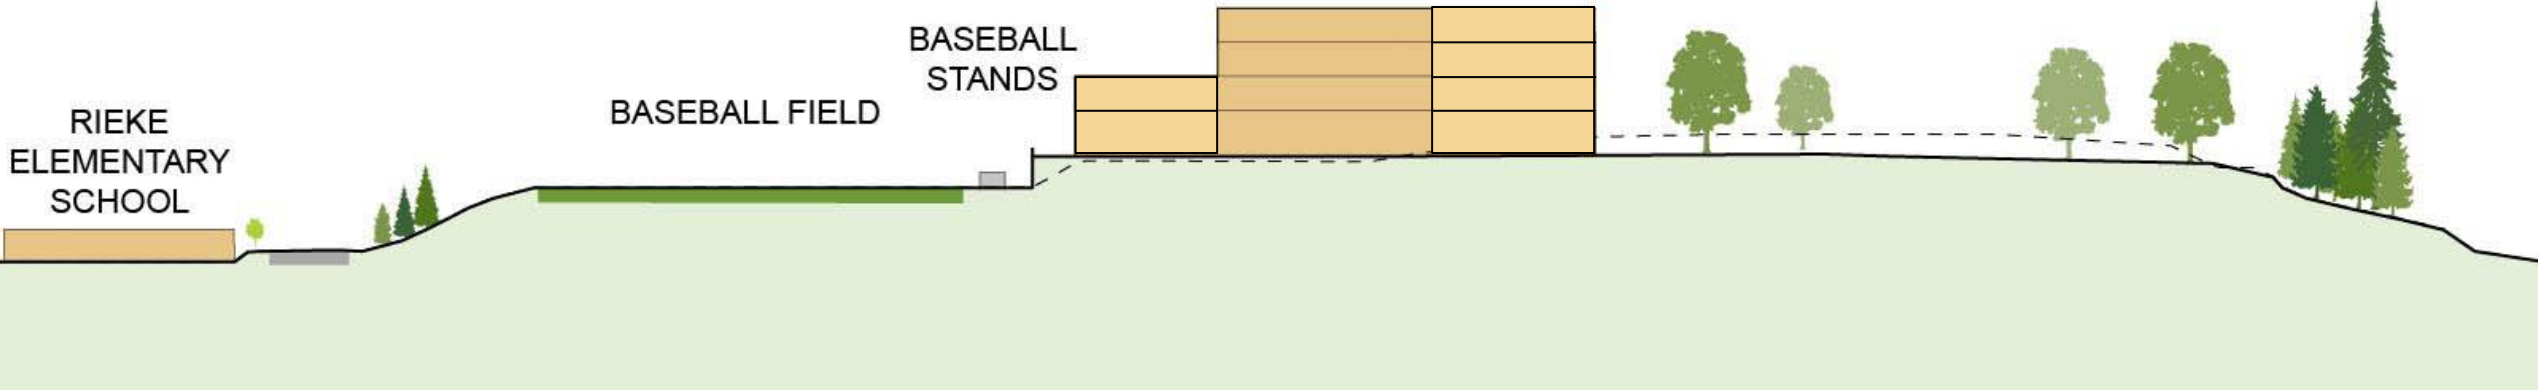 RIEKE
ELEMENTARY
SCHOOL
BASEBALL FIELD
BASEBALL
STANDS